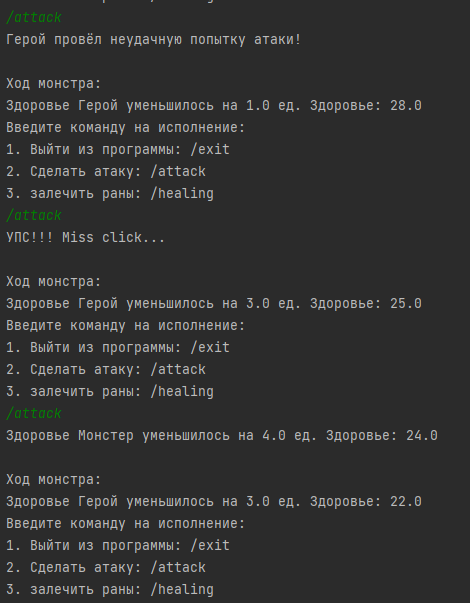 /attack
Герой провёл неудачную попытку атаки!
Ход монстра:
Здоровье Герой уменьшилось на 1.0 ед. Здоровье: 28.0
Введите команду на исполнение:
1. Выйти из программы: /exit
2. Сделать атаку: /attack
3. залечить раны: /healing
/attack
УПС!!! Miss click...
Ход монстра:
Здоровье Герой уменьшилось на 3.0 ед. Здоровье: 25.0
Введите команду на исполнение:
1. Выйти из программы: /exit
2. Сделать атаку: /attack
3. залечить раны: /healing
/attack
Здоровье Монстер уменьшилось на 4.0 ед. Здоровье: 24.0
Ход монстра:
Здоровье Герой уменьшилось на 3.0 ед. Здоровье: 22.0
Введите команду на исполнение:
1. Выйти из программы: /exit
2. Сделать атаку: /attack
3. залечить раны: /healing